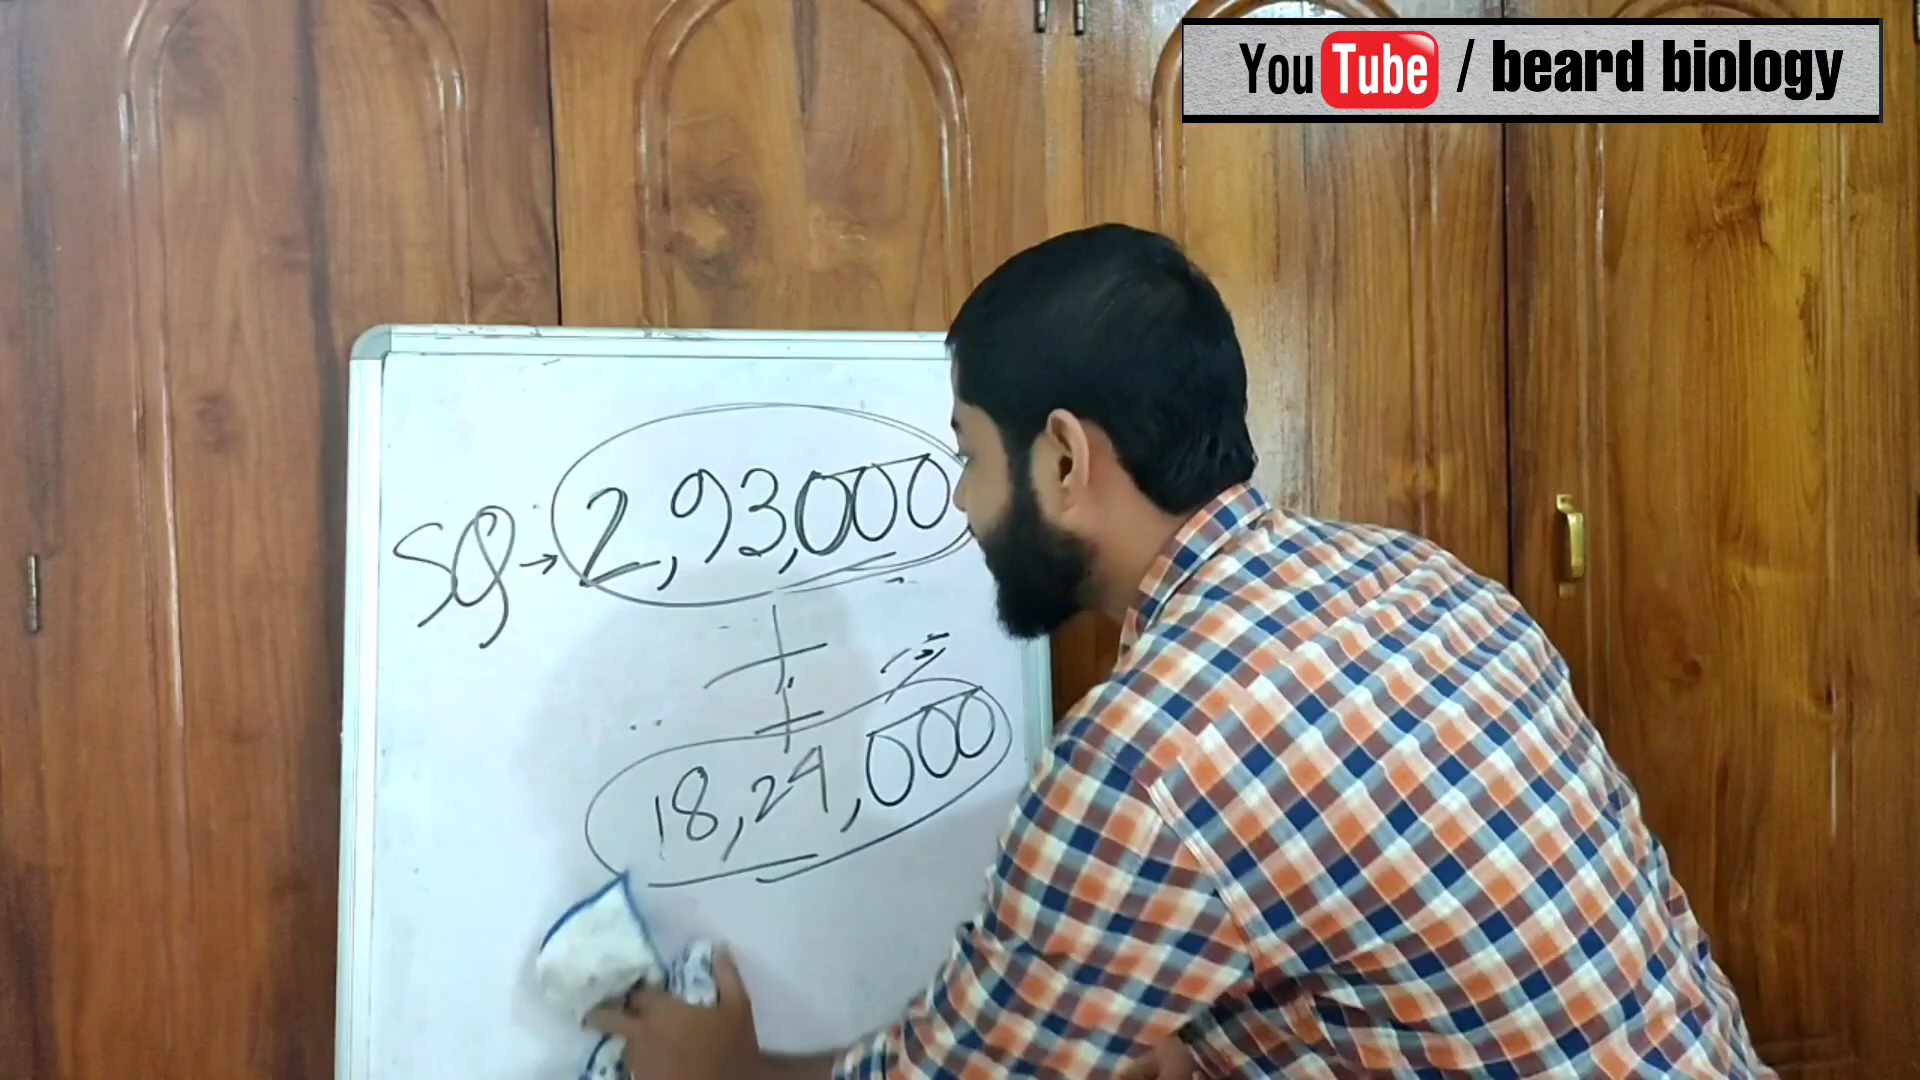 YouTube / beard biology
SQ → 2,93,000
+
18,24,000